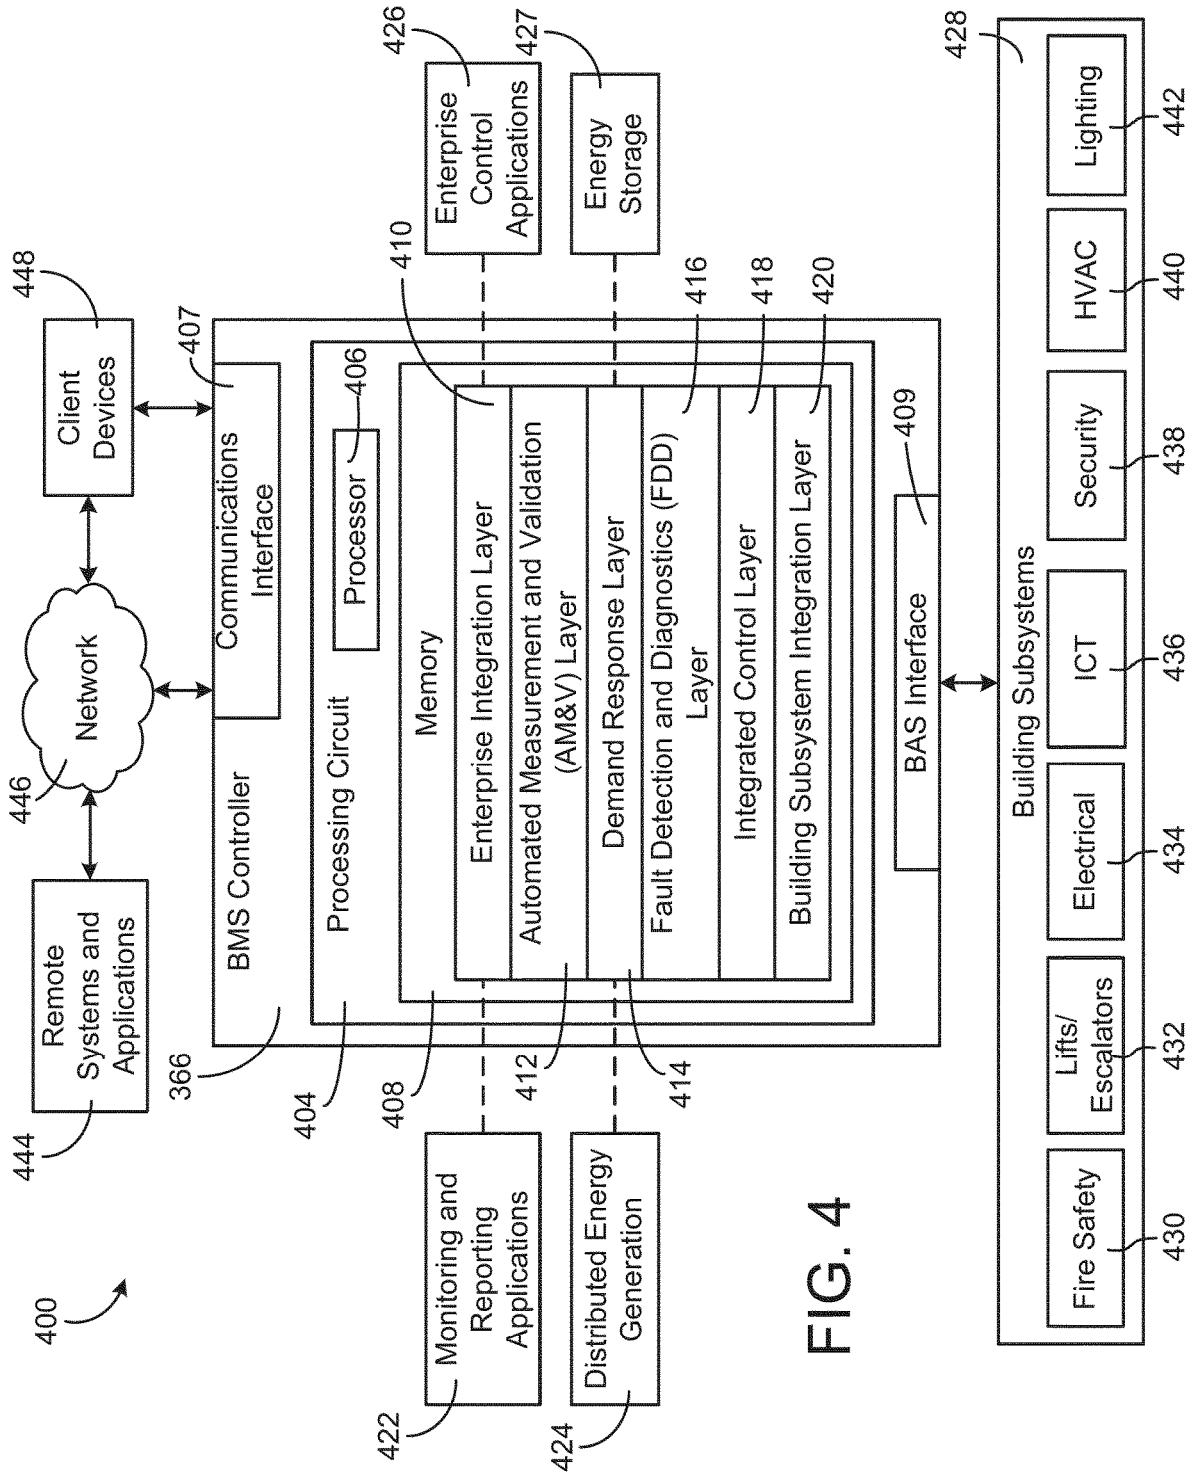 400
444
Remote
Systems and
Applications
446
Network
Client
Devices
448
366
BMS Controller
Communications
Interface
407
404
Processing Circuit
Processor
406
408
Memory
410
Enterprise Integration Layer
Automated Measurement and Validation
(AM&V) Layer
412
Demand Response Layer
414
Fault Detection and Diagnostics (FDD)
Layer
416
Integrated Control Layer
418
Building Subsystem Integration Layer
420
422
Monitoring and
Reporting
Applications
424
Distributed Energy
Generation
426
Enterprise
Control
Applications
427
Energy
Storage
BAS Interface
409
Building Subsystems
428
Fire Safety
Lifts/
Escalators
Electrical
ICT
Security
HVAC
Lighting
430
432
434
436
438
440
442
FIG. 4